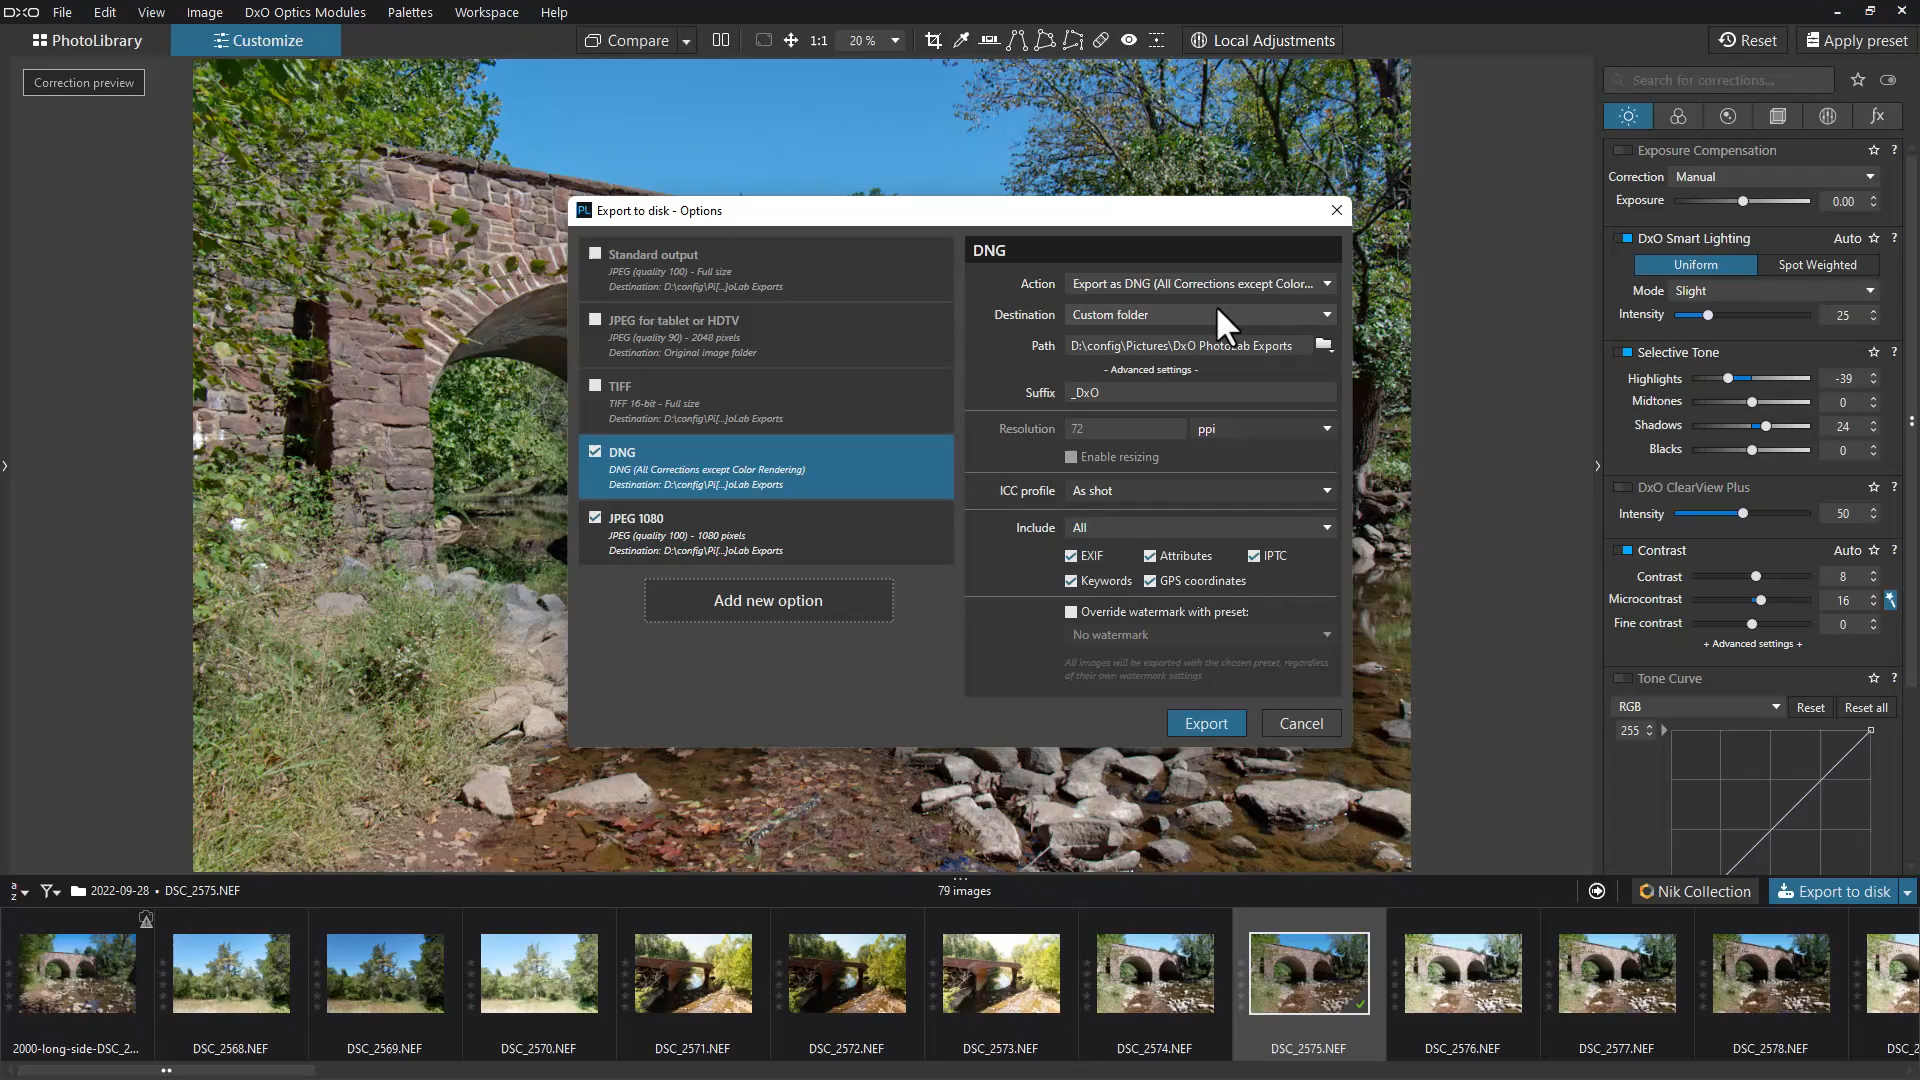 DXO File Edit View Image DxO Optics Modules Palettes Workspace Help
PhotoLibrary Customize Compare 1:1 20 % Local Adjustments Reset Apply preset
Correction preview
Search for corrections...
fx
Exposure Compensation ?
Correction Manual
Exposure 0.00
DxO Smart Lighting Auto ?
Uniform Spot Weighted
Mode Slight
Intensity 25
Selective Tone ?
Highlights -39
Midtones 0
Shadows 24
Blacks 0
DxO ClearView Plus ?
Intensity 50
Contrast Auto ?
Contrast 8
Microcontrast 16
Fine contrast 0
+ Advanced settings +
Tone Curve ?
RGB Reset Reset all
255
PL Export to disk - Options
Standard output
JPEG (quality 100) - Full size
Destination: D:\config\Pi[...]oLab Exports
JPEG for tablet or HDTV
JPEG (quality 90) - 2048 pixels
Destination: Original image folder
TIFF
TIFF 16-bit - Full size
Destination: D:\config\Pi[...]oLab Exports
DNG
DNG (All Corrections except Color Rendering)
Destination: D:\config\Pi[...]oLab Exports
JPEG 1080
JPEG (quality 100) - 1080 pixels
Destination: D:\config\Pi[...]oLab Exports
Add new option
DNG
Action Export as DNG (All Corrections except Color...
Destination Custom folder
Path D:\config\Pictures\DxO PhotoLab Exports
- Advanced settings -
Suffix _DxO
Resolution 72 ppi
Enable resizing
ICC profile As shot
Include All
EXIF Attributes IPTC
Keywords GPS coordinates
Override watermark with preset:
No watermark
All images will be exported with the chosen preset, regardless
of their own watermark settings
Export Cancel
a
z
2022-09-28 • DSC_2575.NEF 79 images Nik Collection Export to disk
2000-long-side-DSC_2... DSC_2568.NEF DSC_2569.NEF DSC_2570.NEF DSC_2571.NEF DSC_2572.NEF DSC_2573.NEF DSC_2574.NEF DSC_2575.NEF DSC_2576.NEF DSC_2577.NEF DSC_2578.NEF DSC_2